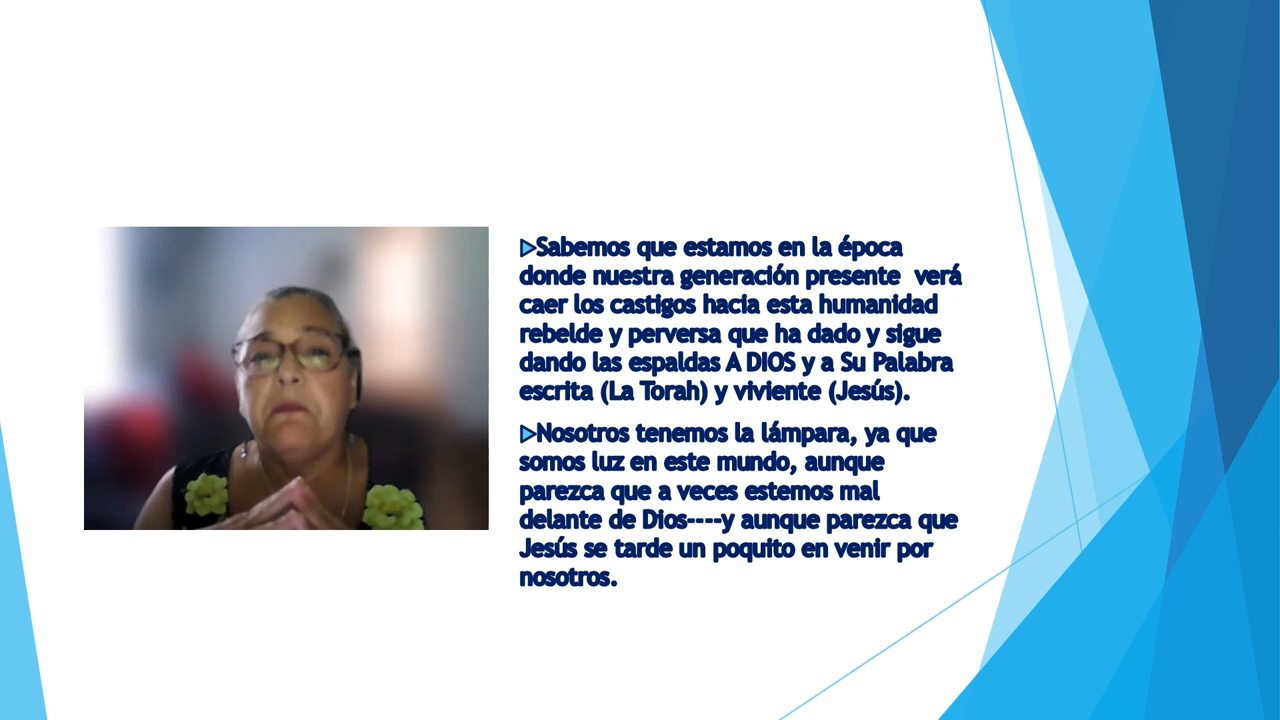 Sabemos que estamos en la época
donde nuestra generación presente verá
caer los castigos hacia esta humanidad
rebelde y perversa que ha dado y sigue
dando las espaldas A DIOS y a Su Palabra
escrita (La Torah) y viviente (Jesús).
Nosotros tenemos la lámpara, ya que
somos luz en este mundo, aunque
parezca que a veces estemos mal
delante de Dios----y aunque parezca que
Jesús se tarde un poquito en venir por
nosotros.